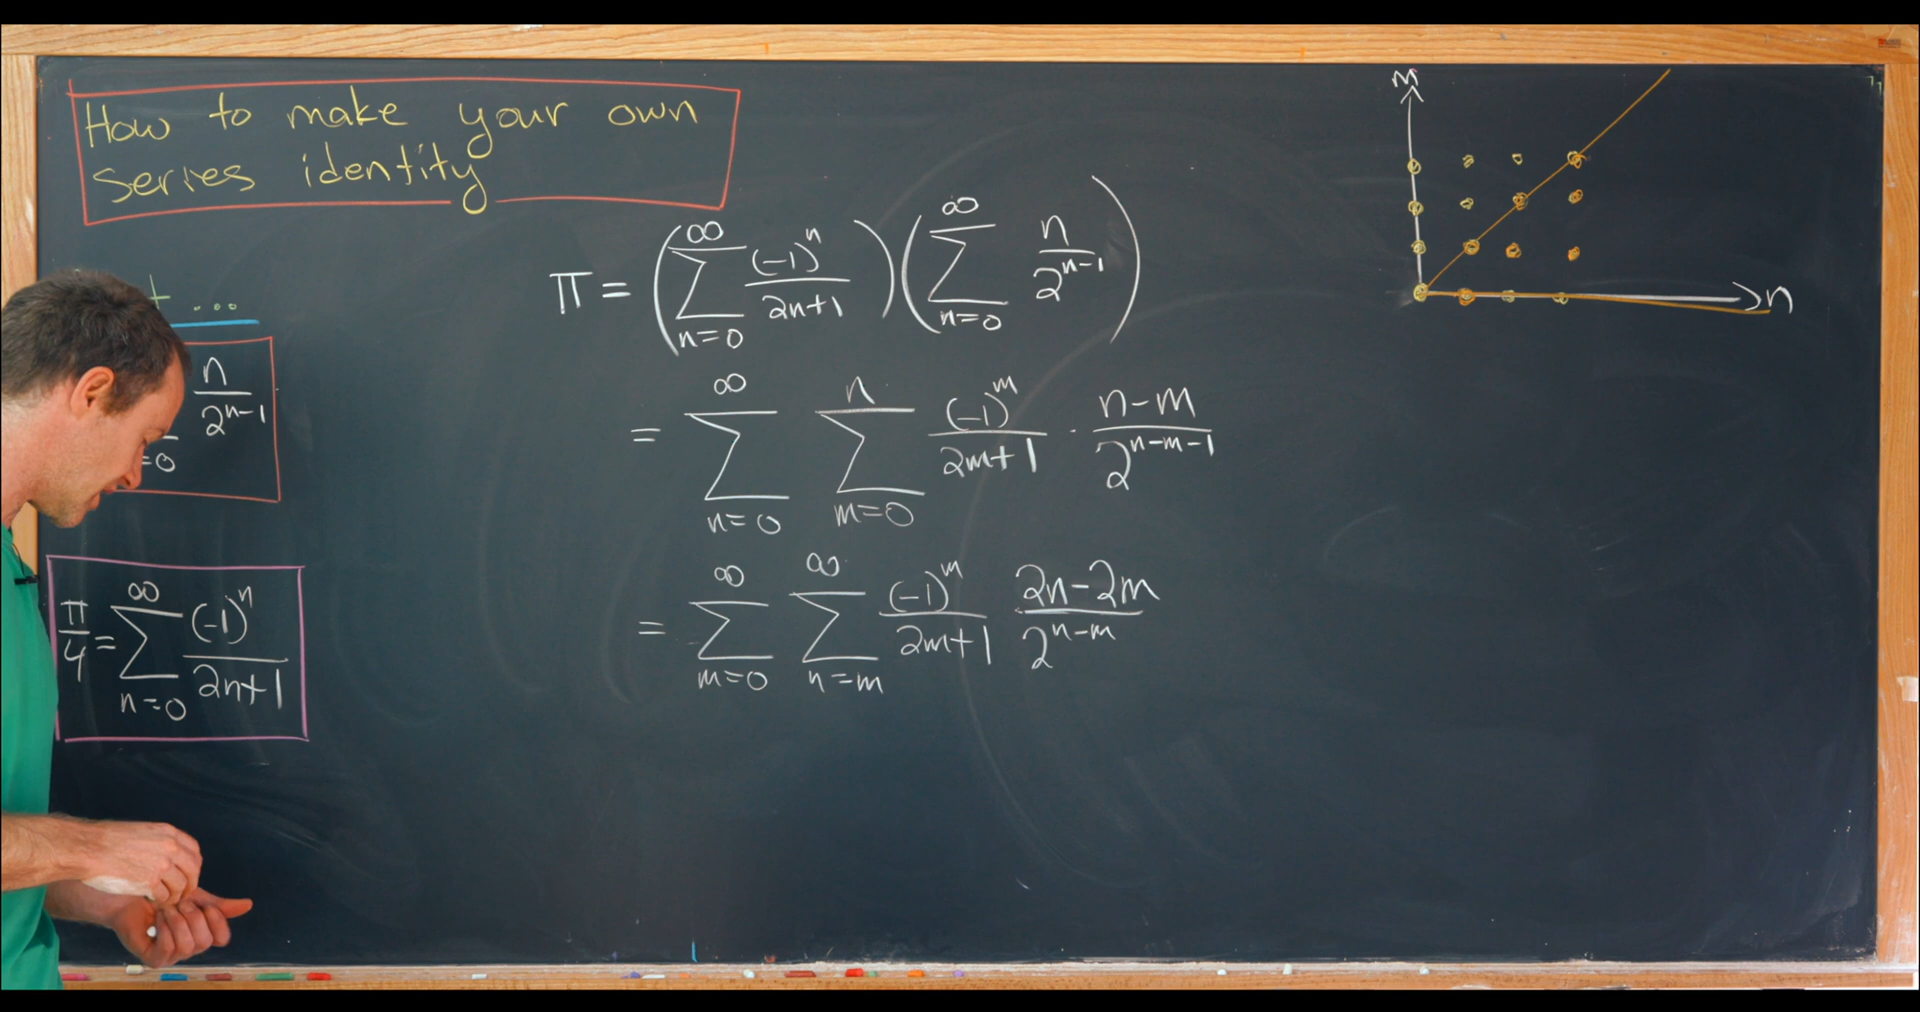 How to make your own
series identity
+ ...
n/2^{n-1}
=0
π/4 = ∑_{n=0}^{∞} (-1)^n/(2n+1)
π = (∑_{n=0}^{∞} (-1)^n/(2n+1)) (∑_{n=0}^{∞} n/2^{n-1})
= ∑_{n=0}^{∞} ∑_{m=0}^{n} (-1)^m/(2m+1) · (n-m)/2^{n-m-1}
= ∑_{m=0}^{∞} ∑_{n=m}^{∞} (-1)^m/(2m+1) (2n-2m)/2^{n-m}
m
n